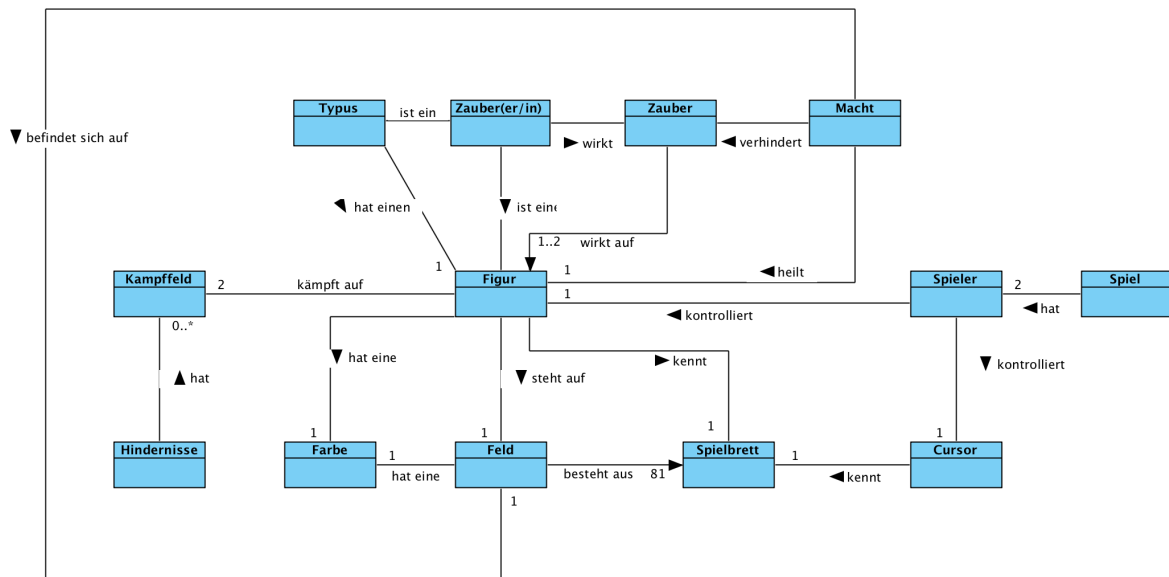 Typus
ist ein
Zauber(er/in)
Zauber
Macht
befindet sich auf
wirkt
verhindert
hat einen
ist eine
1..2
wirkt auf
1
1
heilt
Kampffeld
2
kämpft auf
Figur
1
Spieler
2
Spiel
0..*
kontrolliert
hat
hat eine
kennt
kontrolliert
hat
steht auf
1
1
1
1
Hindernisse
Farbe
1
Feld
Spielbrett
1
Cursor
hat eine
besteht aus
81
kennt
1